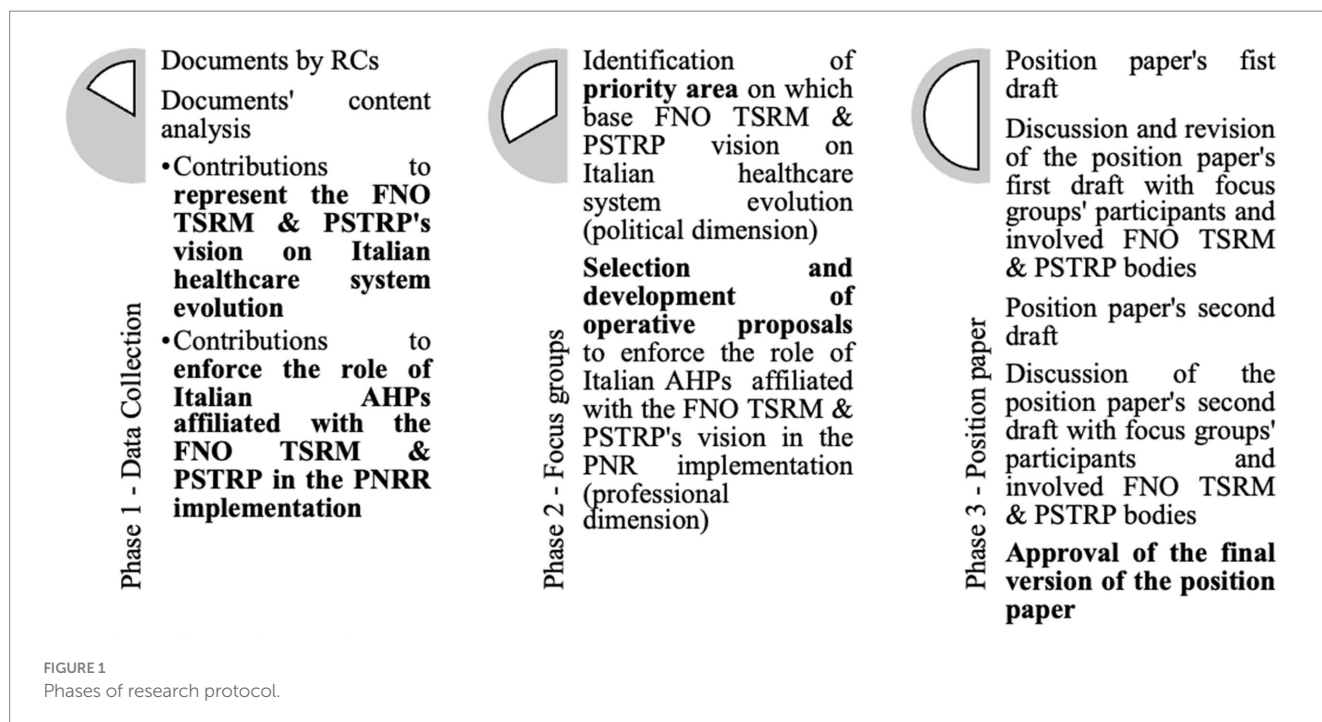 Phase 1 - Data Collection
Documents by RCs
Documents' content
analysis
•Contributions to
represent the FNO
TSRM & PSTRP's
vision on Italian
healthcare system
evolution
•Contributions to
enforce the role of
Italian AHPs
affiliated with the
FNO TSRM &
PSTRP in the PNRR
implementation
Phase 2 - Focus groups
Identification of
priority area on which
base FNO TSRM &
PSTRP vision on
Italian healthcare
system evolution
(political dimension)
Selection and
development of
operative proposals
to enforce the role of
Italian AHPs affiliated
with the FNO TSRM &
PSTRP's vision in the
PNR implementation
(professional
dimension)
Phase 3 - Position paper
Position paper's fist
draft
Discussion and revision
of the position paper's
first draft with focus
groups' participants and
involved FNO TSRM
& PSTRP bodies
Position paper's second
draft
Discussion of the
position paper's second
draft with focus groups'
participants and
involved FNO TSRM
& PSTRP bodies
Approval of the final
version of the position
paper
FIGURE 1
Phases of research protocol.